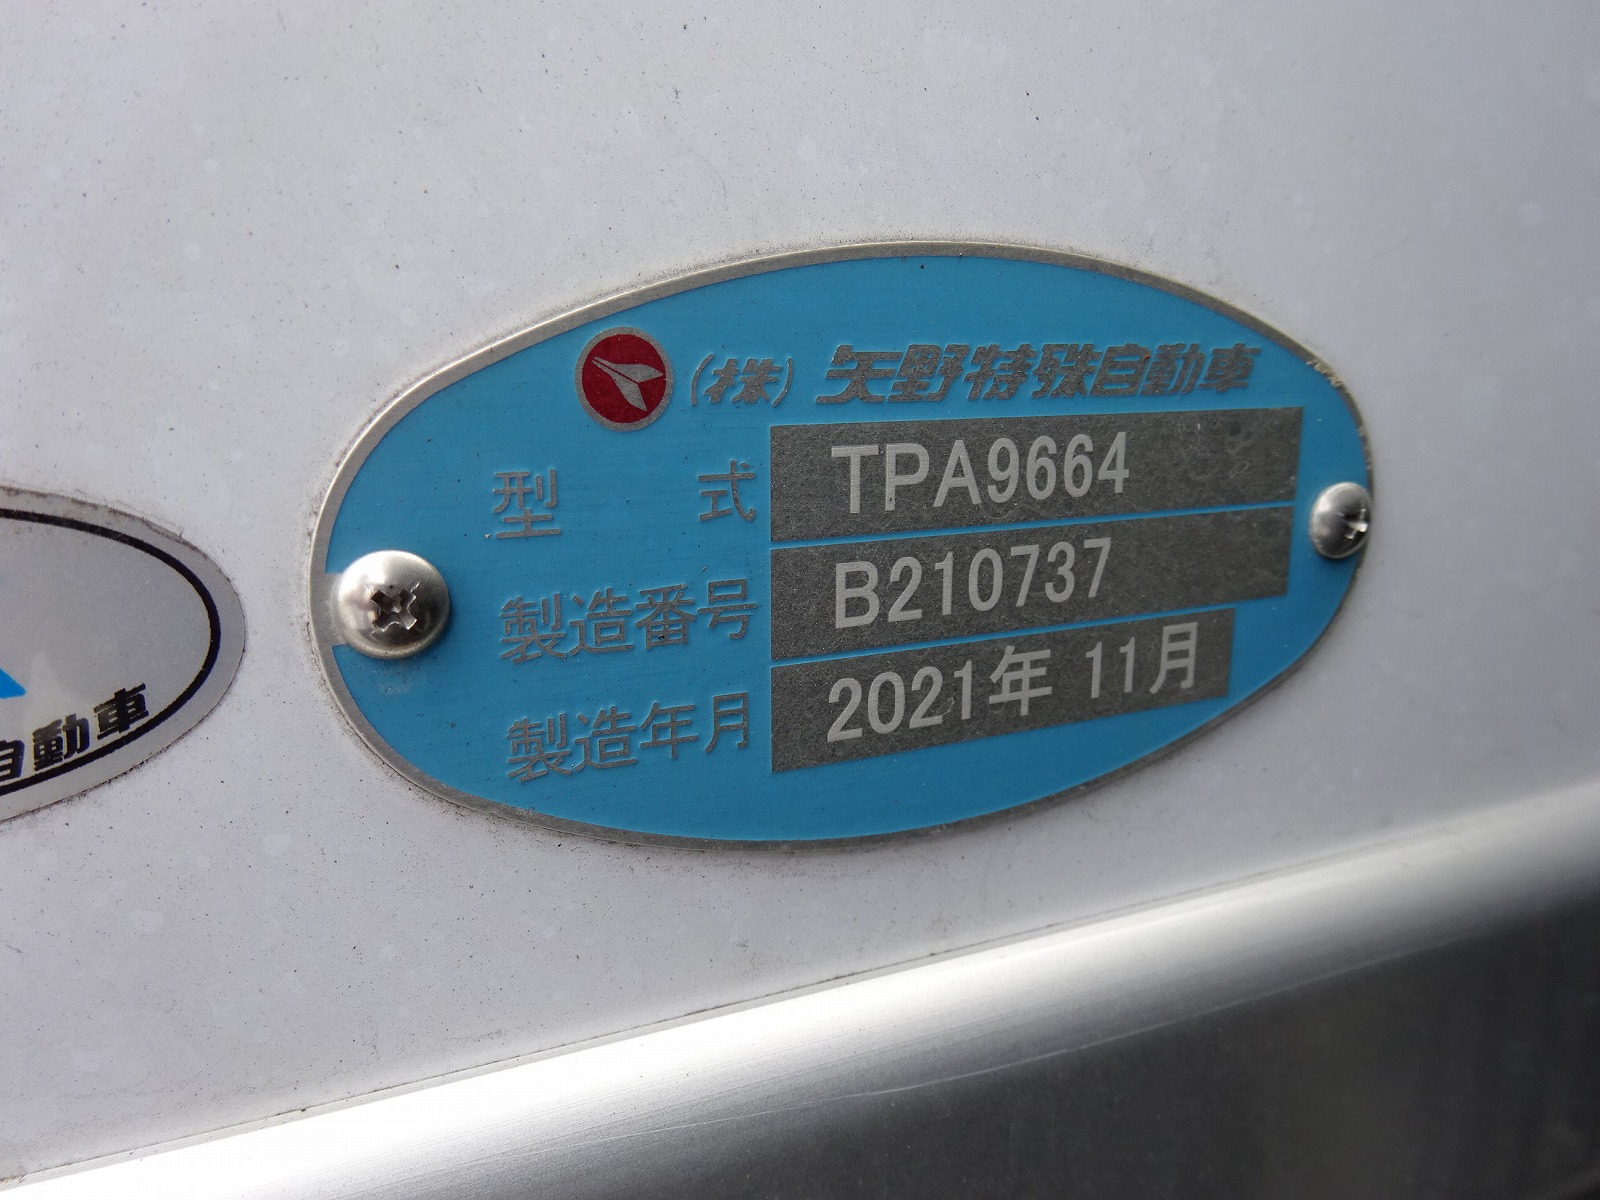 (株) 矢野特殊自動車
型 式 TPA9664
製造番号 B210737
製造年月 2021年 11月
自動車